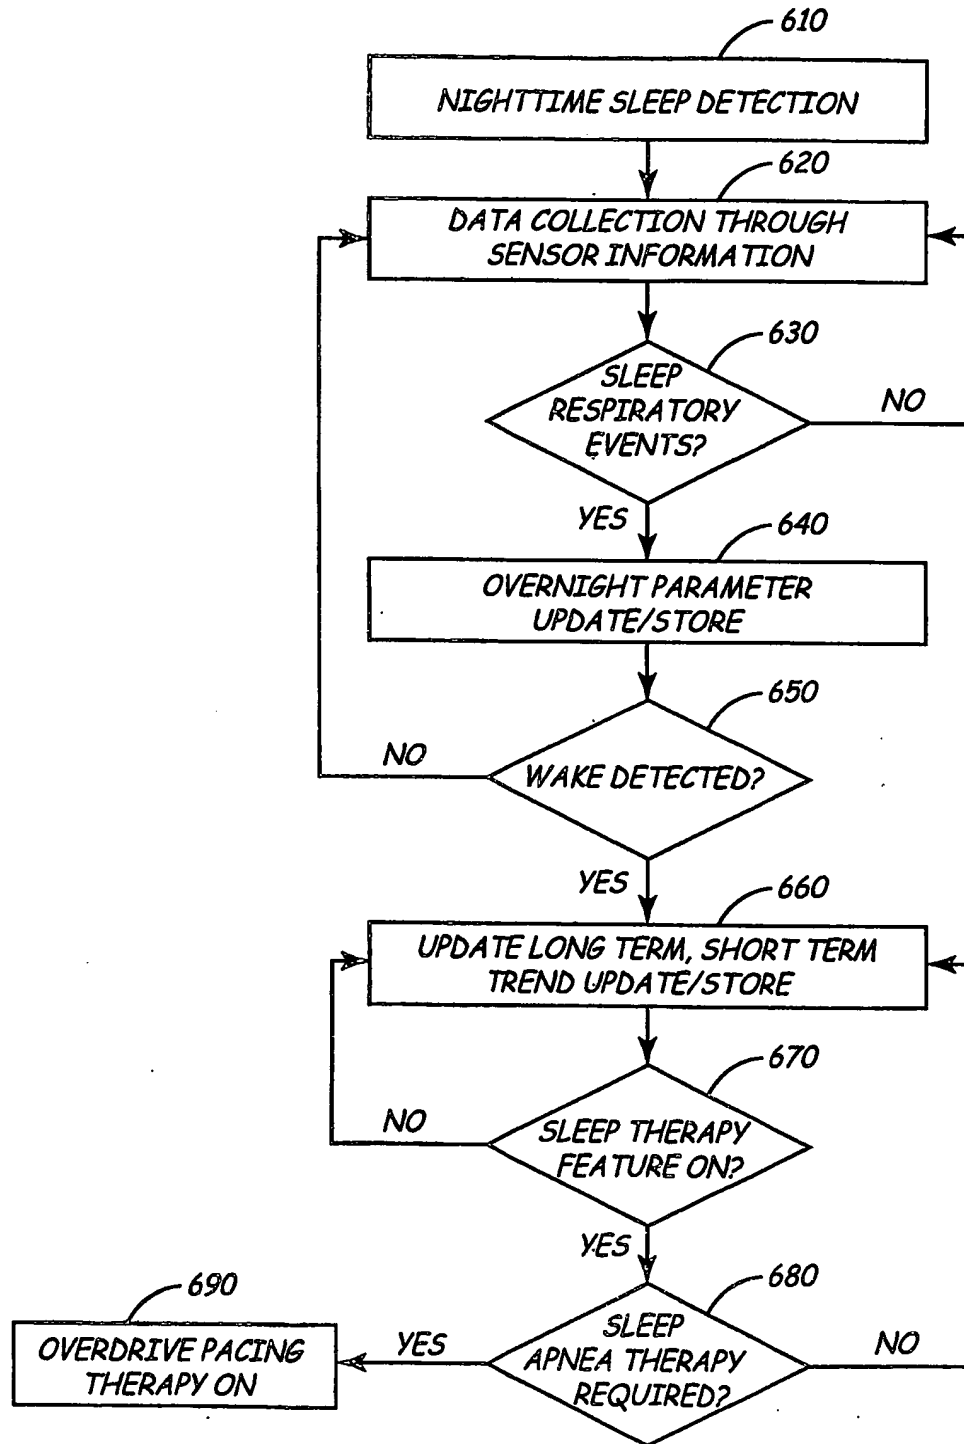 610
NIGHTTIME SLEEP DETECTION
620
DATA COLLECTION THROUGH
SENSOR INFORMATION
630
SLEEP
RESPIRATORY
EVENTS?
NO
YES
640
OVERNIGHT PARAMETER
UPDATE/STORE
650
NO
WAKE DETECTED?
YES
660
UPDATE LONG TERM, SHORT TERM
TREND UPDATE/STORE
670
NO
SLEEP THERAPY
FEATURE ON?
YES
680
690
SLEEP
APNEA THERAPY
REQUIRED?
YES
NO
OVERDRIVE PACING
THERAPY ON